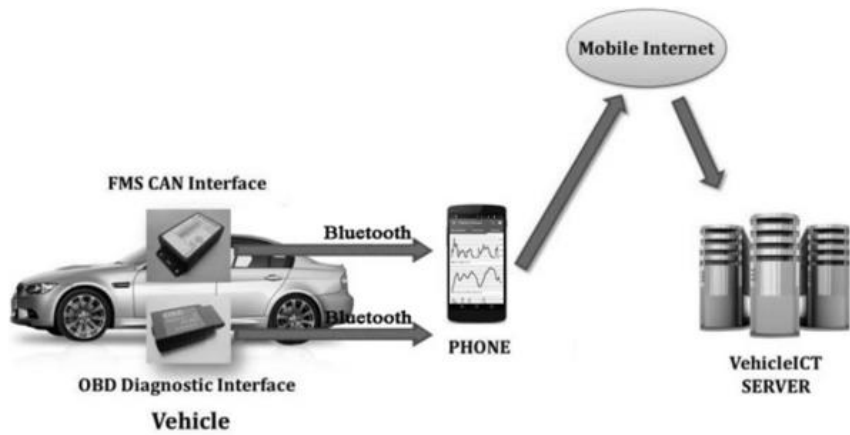 Mobile Internet
FMS CAN Interface
Bluetooth
Bluetooth
PHONE
OBD Diagnostic Interface
Vehicle
VehicleICT
SERVER